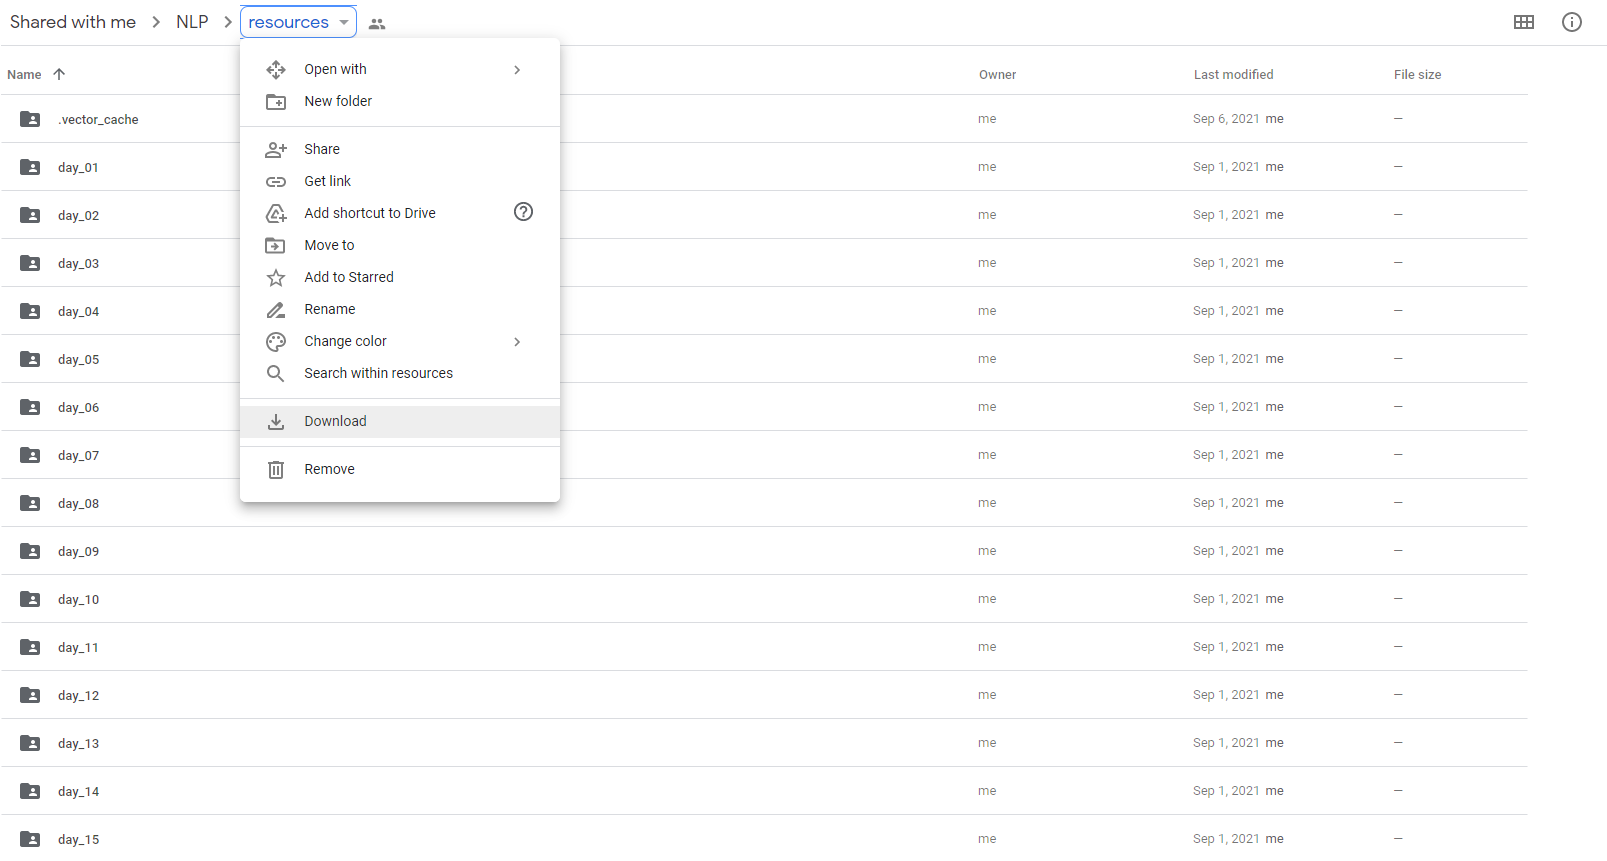 Shared with me > NLP > resources
Name Owner Last modified File size
Open with
New folder
Share
Get link
Add shortcut to Drive
Move to
Add to Starred
Rename
Change color
Search within resources
Download
Remove
.vector_cache me Sep 6, 2021 me –
day_01 me Sep 1, 2021 me –
day_02 me Sep 1, 2021 me –
day_03 me Sep 1, 2021 me –
day_04 me Sep 1, 2021 me –
day_05 me Sep 1, 2021 me –
day_06 me Sep 1, 2021 me –
day_07 me Sep 1, 2021 me –
day_08 me Sep 1, 2021 me –
day_09 me Sep 1, 2021 me –
day_10 me Sep 1, 2021 me –
day_11 me Sep 1, 2021 me –
day_12 me Sep 1, 2021 me –
day_13 me Sep 1, 2021 me –
day_14 me Sep 1, 2021 me –
day_15 me Sep 1, 2021 me –